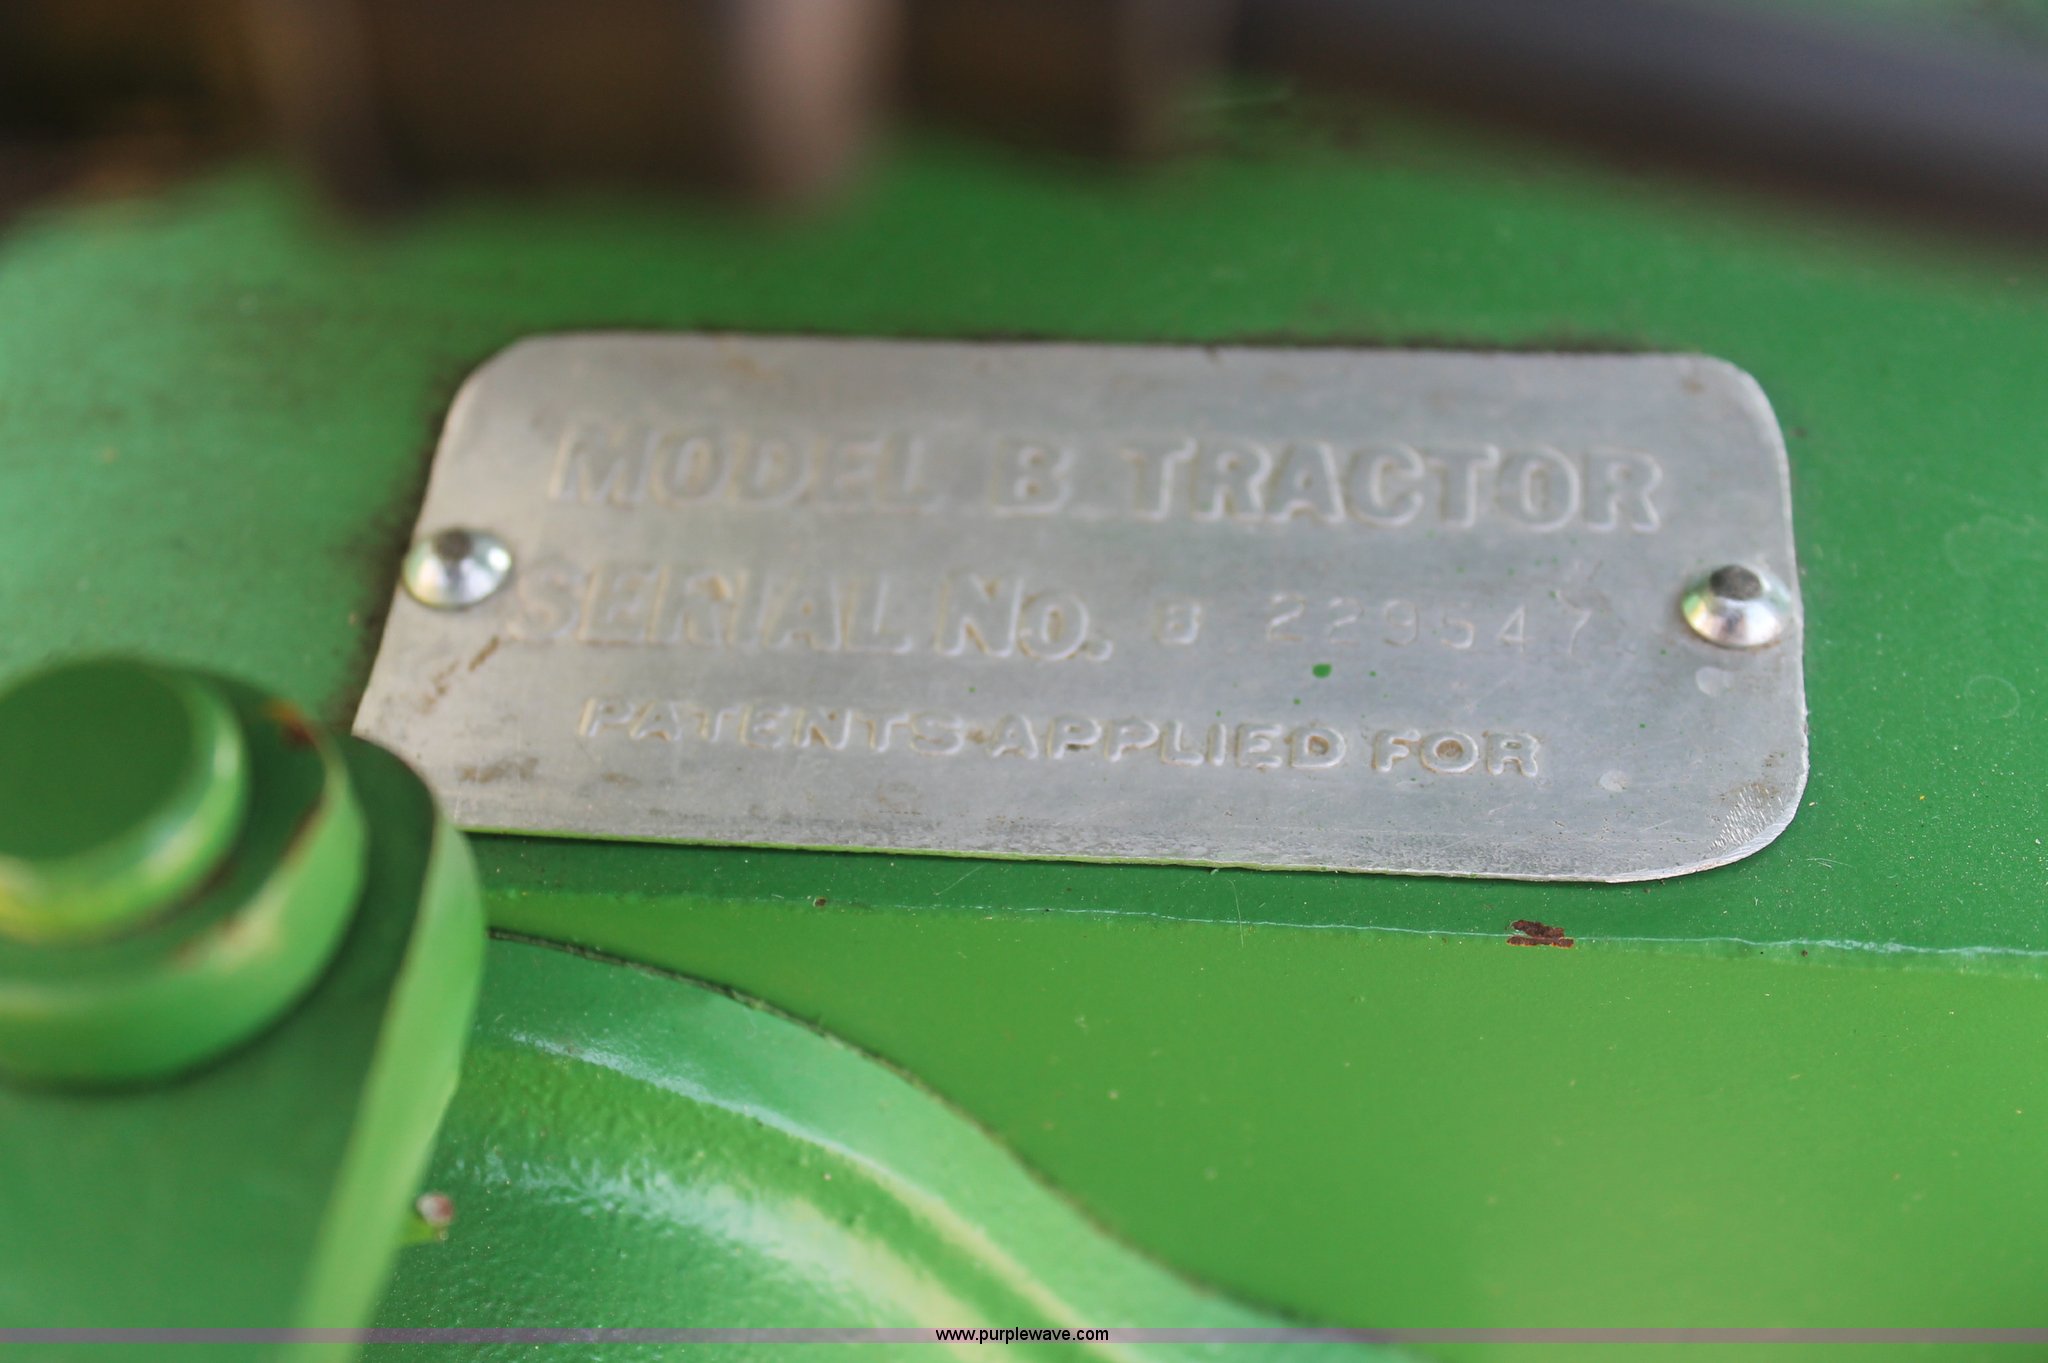 MODEL B TRACTOR
SERIAL NO. B 229547
PATENTS APPLIED FOR
www.purplewave.com